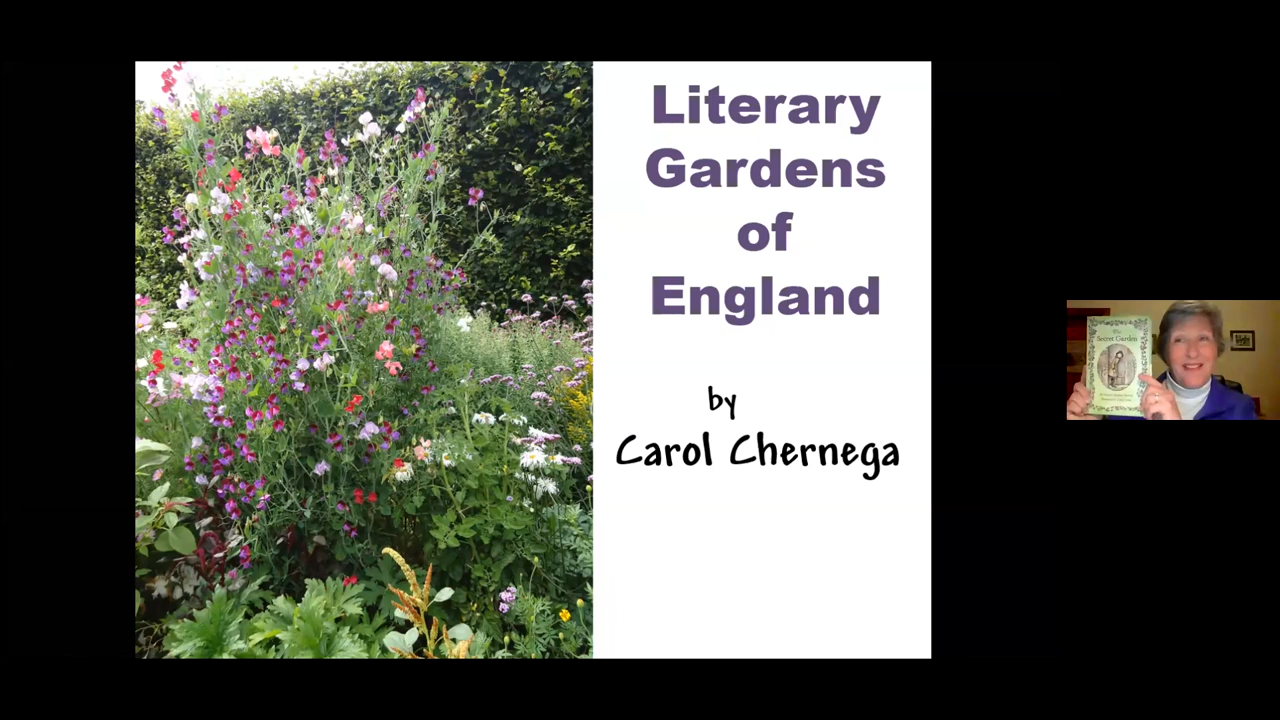 Literary
Gardens
of
England
by
Carol Chernega
The
Secret Garden